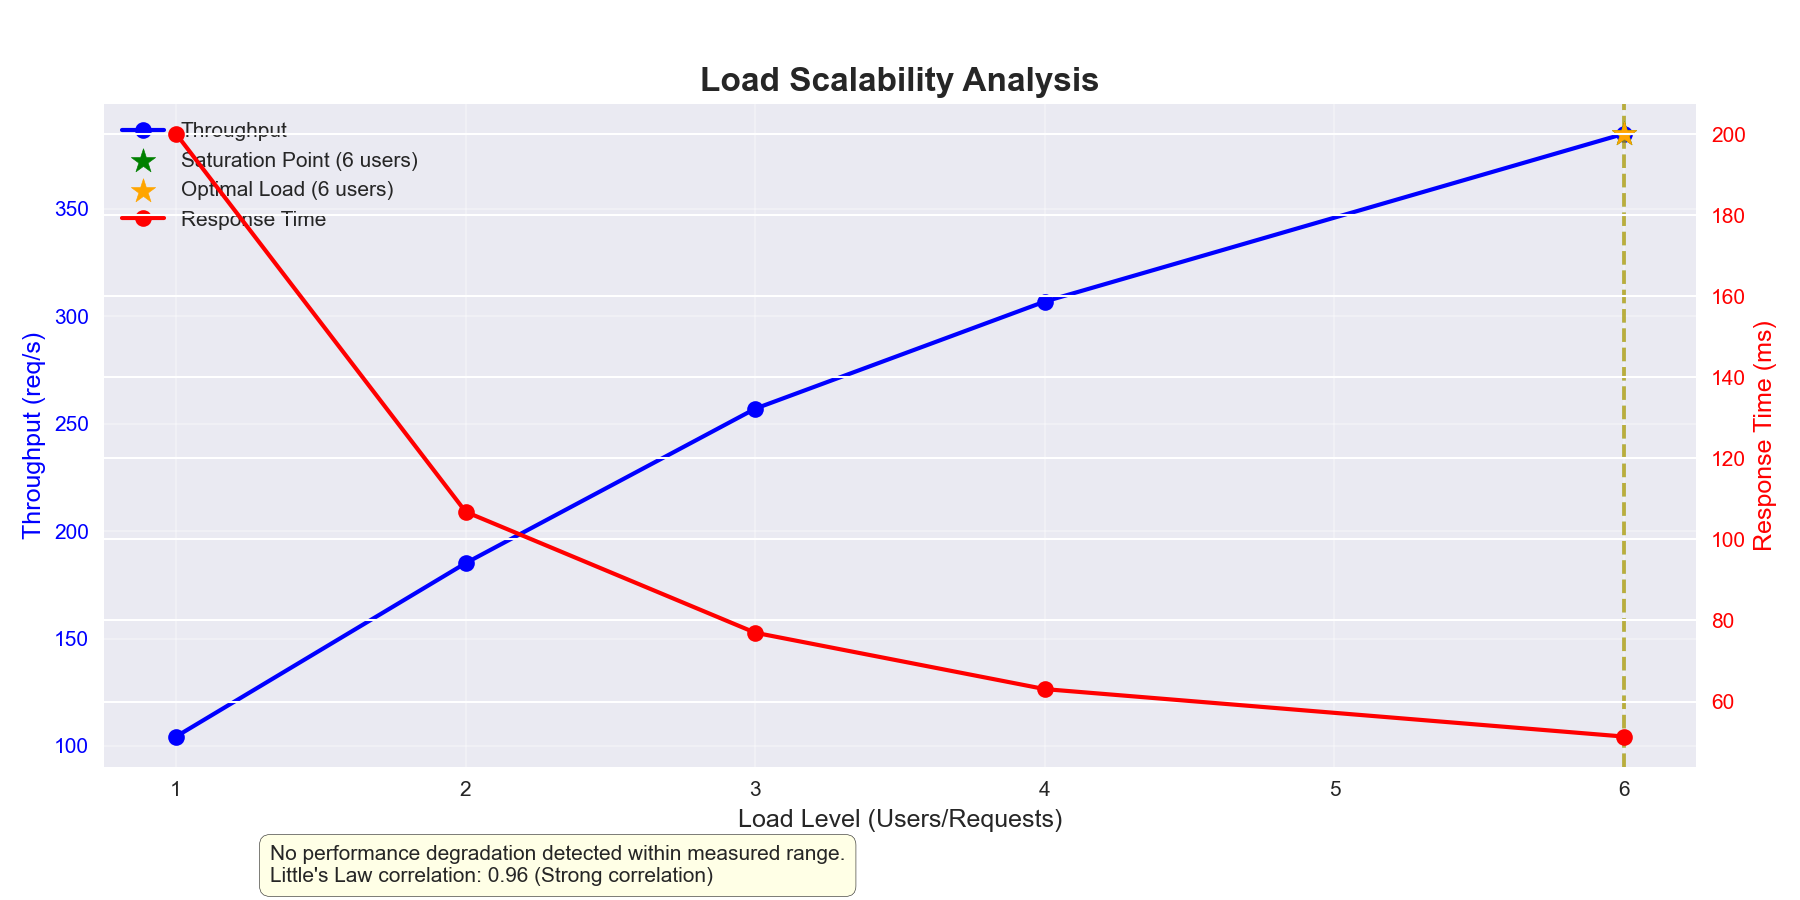 Load Scalability Analysis
Throughput
Saturation Point (6 users)
Optimal Load (6 users)
Response Time
Throughput (req/s)
350
300
250
200
150
100
200
180
160
140
120
100
80
60
Response Time (ms)
1 2 3 4 5 6
Load Level (Users/Requests)
No performance degradation detected within measured range.
Little's Law correlation: 0.96 (Strong correlation)